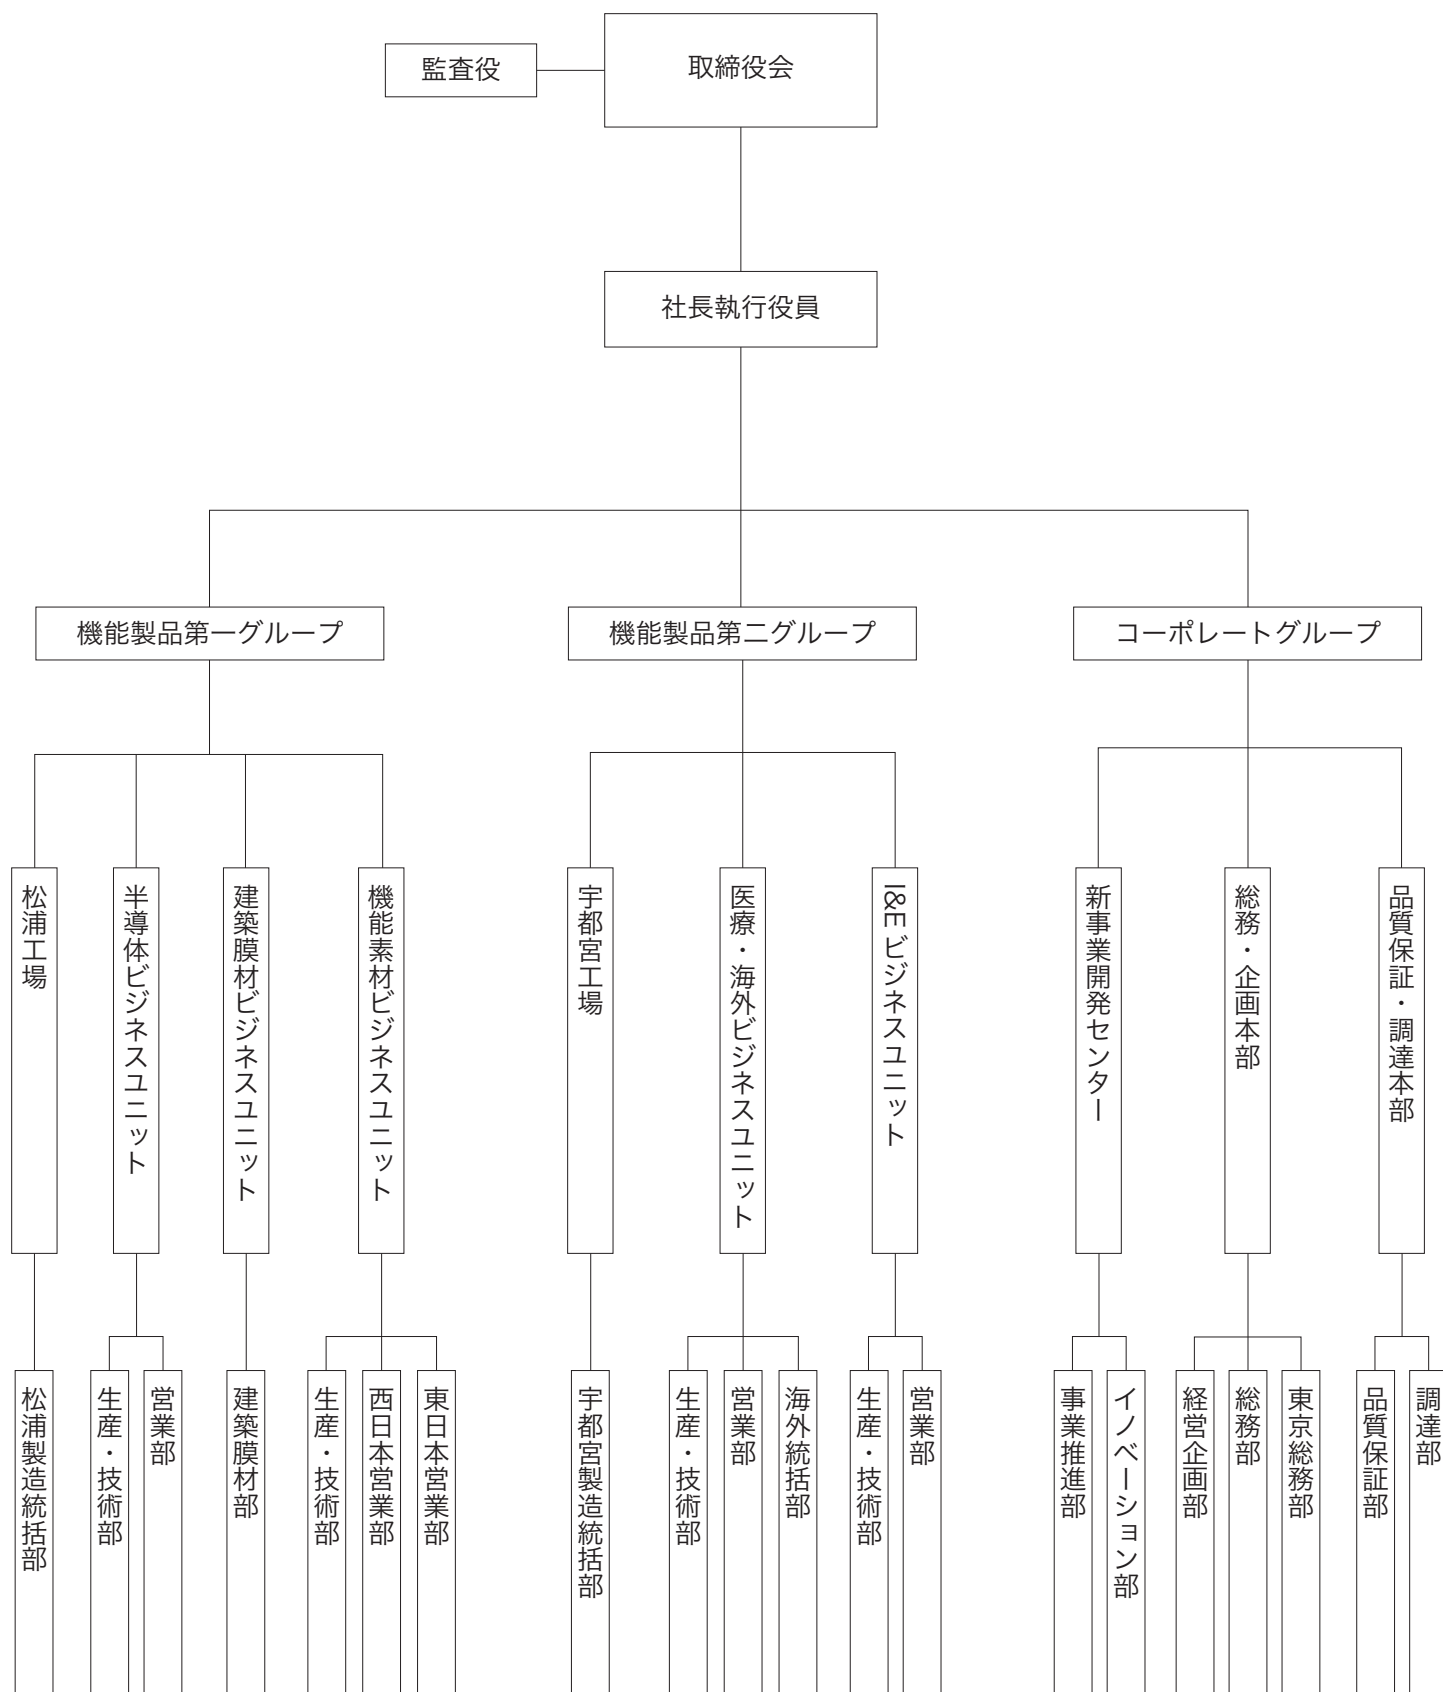 監査役
取締役会
社長執行役員
機能製品第一グループ
機能製品第二グループ
コーポレートグループ
松浦工場
半導体ビジネスユニット
建築膜材ビジネスユニット
機能素材ビジネスユニット
宇都宮工場
医療・海外ビジネスユニット
I&E ビジネスユニット
新事業開発センター
総務・企画本部
品質保証・調達本部
松浦製造統括部
生産・技術部
営業部
建築膜材部
生産・技術部
西日本営業部
東日本営業部
宇都宮製造統括部
生産・技術部
営業部
海外統括部
生産・技術部
営業部
事業推進部
イノベーション部
経営企画部
総務部
東京総務部
品質保証部
調達部